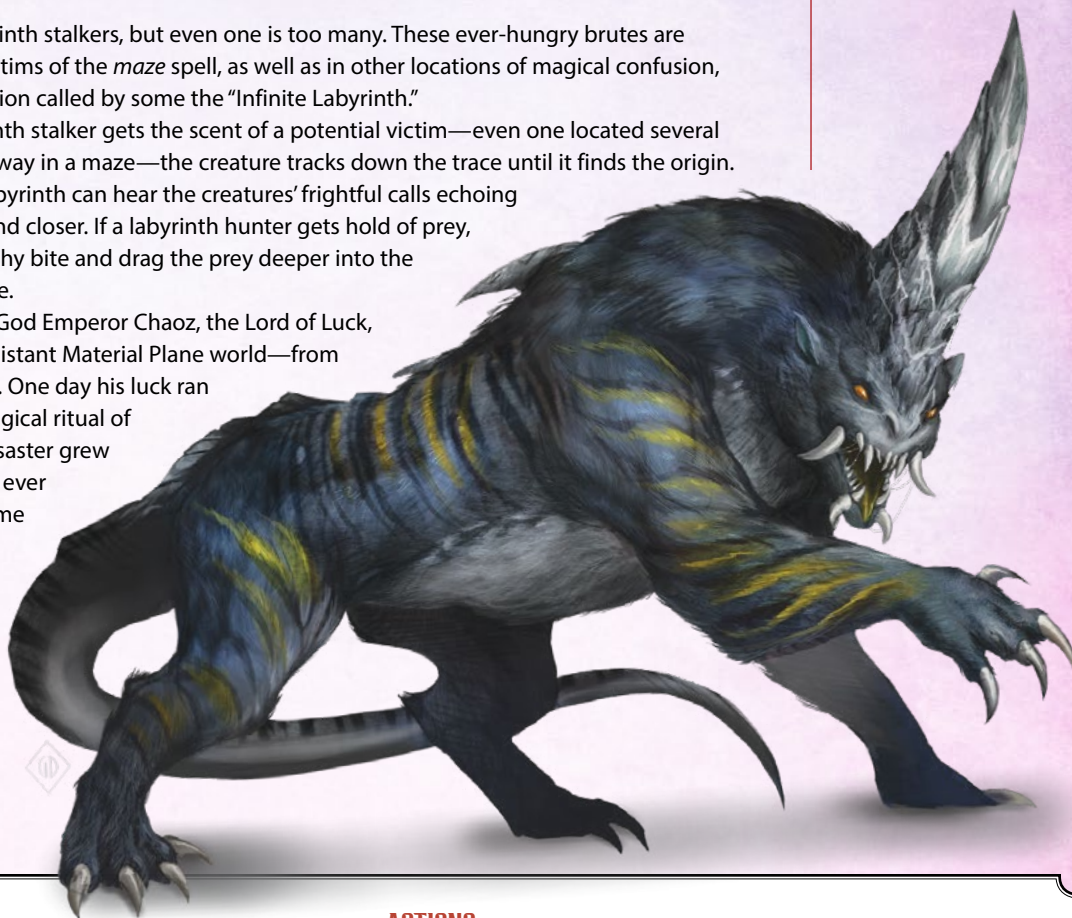 inth stalkers, but even one is too many. These ever-hungry brutes are
tims of the maze spell, as well as in other locations of magical confusion,
ion called by some the “Infinite Labyrinth.”
nth stalker gets the scent of a potential victim—even one located several
way in a maze—the creature tracks down the trace until it finds the origin.
byrinth can hear the creatures’ frightful calls echoing
nd closer. If a labyrinth hunter gets hold of prey,
hy bite and drag the prey deeper into the
e.
God Emperor Chaoz, the Lord of Luck,
istant Material Plane world—from
. One day his luck ran
gical ritual of
saster grew
ever
me
ACTIONS